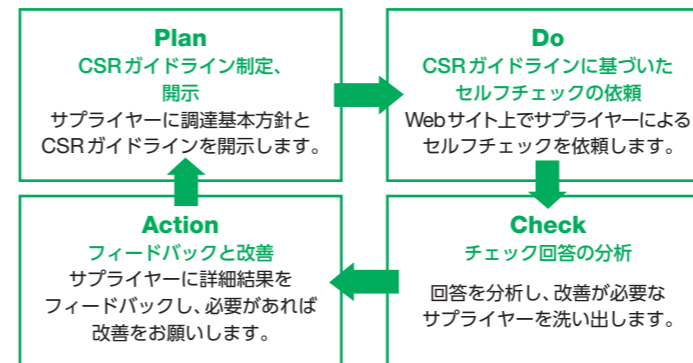 Plan
CSRガイドライン制定、
開示
サプライヤーに調達基本方針と
CSRガイドラインを開示します。
Do
CSRガイドラインに基づいた
セルフチェックの依頼
Webサイト上でサプライヤーによる
セルフチェックを依頼します。
Check
チェック回答の分析
回答を分析し、改善が必要な
サプライヤーを洗い出します。
Action
フィードバックと改善
サプライヤーに詳細結果を
フィードバックし、必要があれば
改善をお願いします。